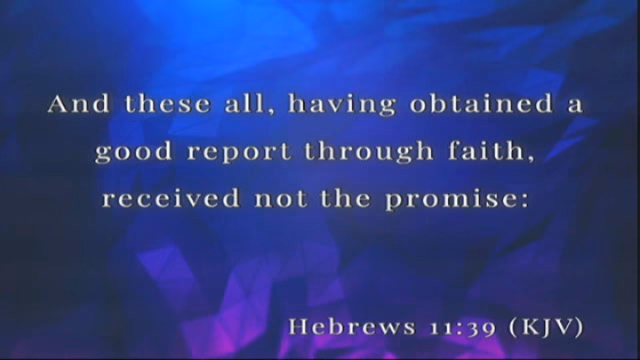 And these all, having obtained a
good report through faith,
received not the promise:
Hebrews 11:39 (KJV)